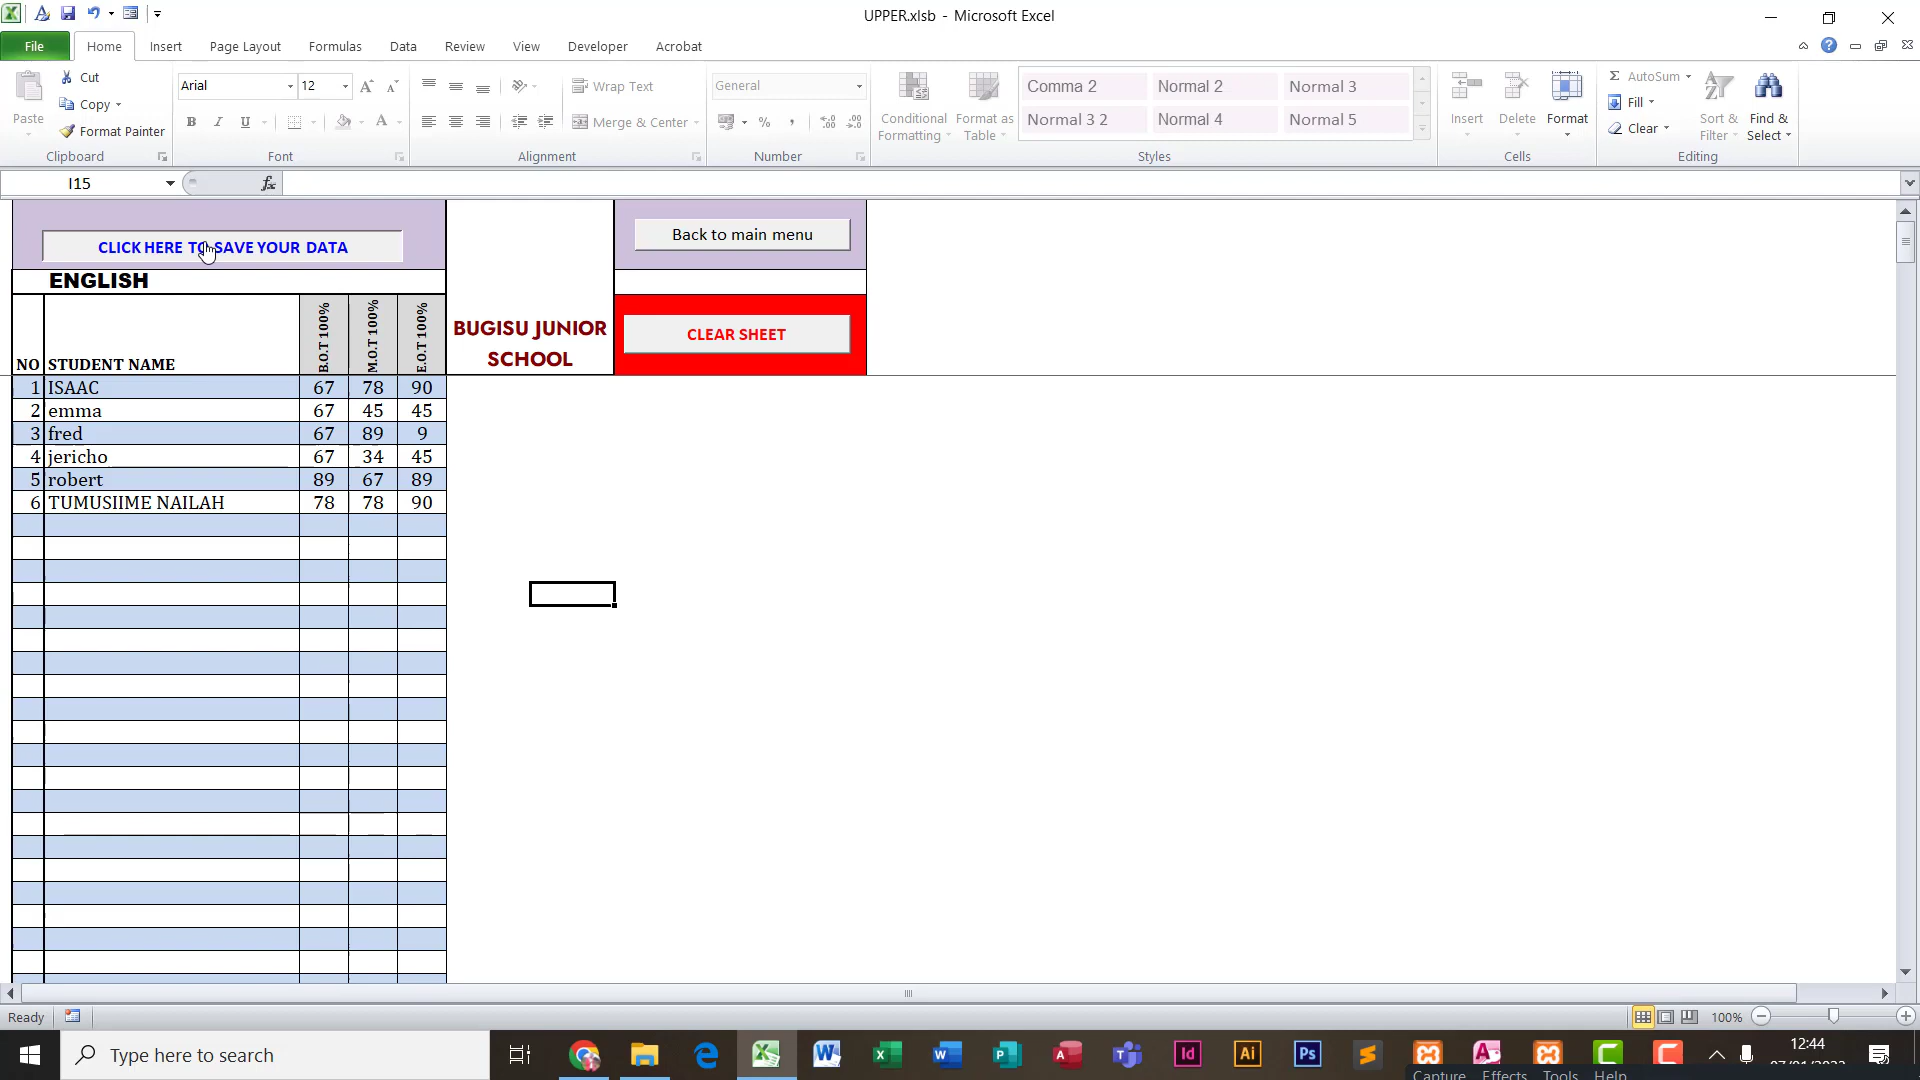 UPPER.xlsb - Microsoft Excel
File Home Insert Page Layout Formulas Data Review View Developer Acrobat
Paste
Cut
Copy
Format Painter
Clipboard
Arial 12
B I U
Font
Wrap Text
Merge & Center
Alignment
General
Number
Conditional Formatting
Format as Table
Comma 2 Normal 2 Normal 3
Normal 3 2 Normal 4 Normal 5
Styles
Insert Delete Format
Cells
AutoSum
Fill
Clear
Sort & Filter
Find & Select
Editing
I15 fx
CLICK HERE TO SAVE YOUR DATA
Back to main menu
ENGLISH
NO STUDENT NAME B.O.T 100% M.O.T 100% E.O.T 100%
BUGISU JUNIOR
SCHOOL
CLEAR SHEET
1 ISAAC 67 78 90
2 emma 67 45 45
3 fred 67 89 9
4 jericho 67 34 45
5 robert 89 67 89
6 TUMUSIIME NAILAH 78 78 90
Ready
100%
Type here to search
12:44
Capture Effects Tools Help